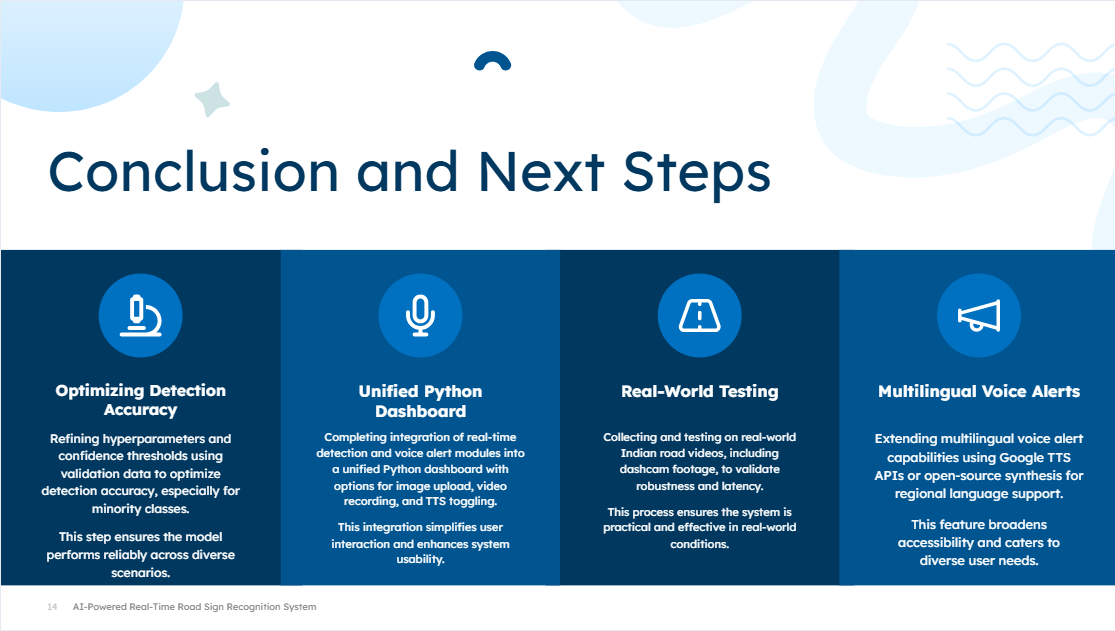 Conclusion and Next Steps
Optimizing Detection
Accuracy
Refining hyperparameters and
confidence thresholds using
validation data to optimize
detection accuracy, especially for
minority classes.
This step ensures the model
performs reliably across diverse
scenarios.
Unified Python
Dashboard
Completing integration of real-time
detection and voice alert modules into
a unified Python dashboard with
options for image upload, video
recording, and TTS toggling.
This integration simplifies user
interaction and enhances system
usability.
Real-World Testing
Collecting and testing on real-world
Indian road videos, including
dashcam footage, to validate
robustness and latency.
This process ensures the system is
practical and effective in real-world
conditions.
Multilingual Voice Alerts
Extending multilingual voice alert
capabilities using Google TTS
APIs or open-source synthesis for
regional language support.
This feature broadens
accessibility and caters to
diverse user needs.
14 AI-Powered Real-Time Road Sign Recognition System